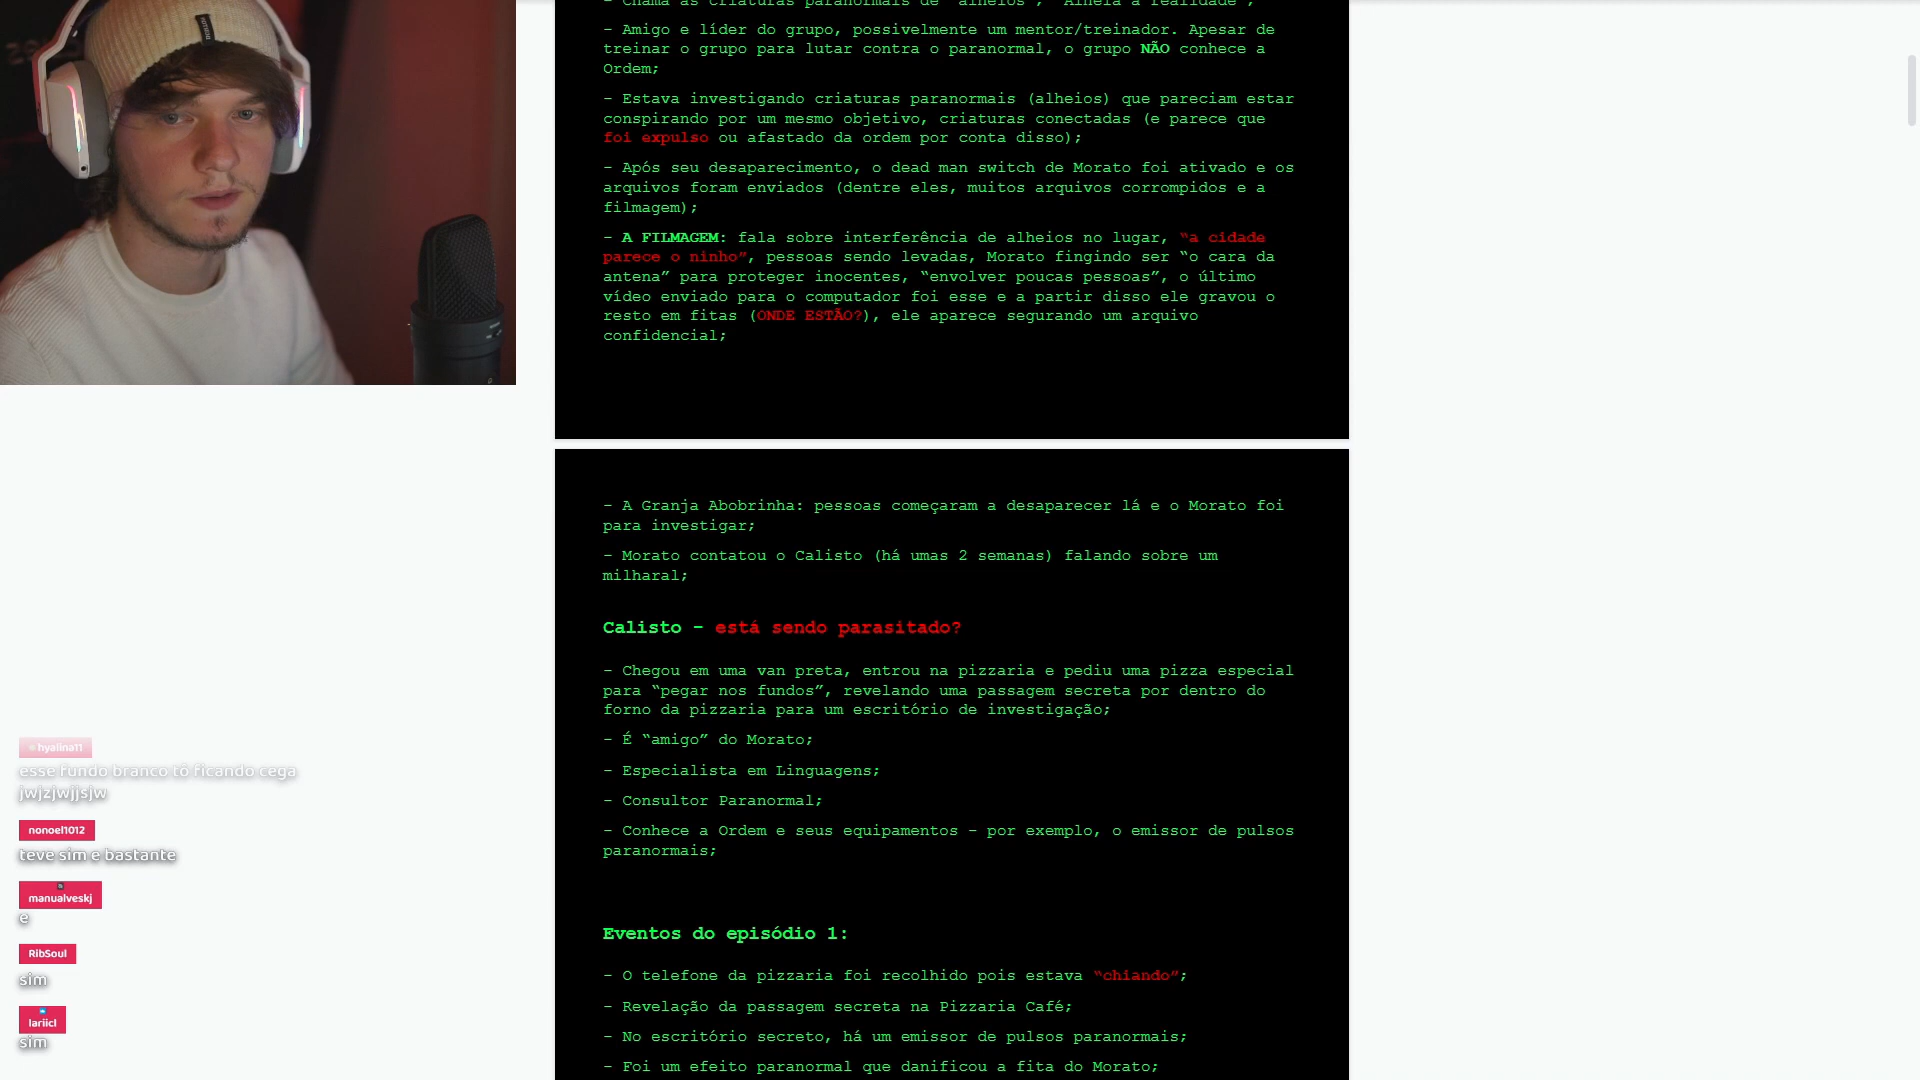 - Chama as criaturas paranormais de "alheios", "Alheia à realidade";
- Amigo e líder do grupo, possivelmente um mentor/treinador. Apesar de
treinar o grupo para lutar contra o paranormal, o grupo NÃO conhece a
Ordem;
- Estava investigando criaturas paranormais (alheios) que pareciam estar
conspirando por um mesmo objetivo, criaturas conectadas (e parece que
foi expulso ou afastado da ordem por conta disso);
- Após seu desaparecimento, o dead man switch de Morato foi ativado e os
arquivos foram enviados (dentre eles, muitos arquivos corrompidos e a
filmagem);
- A FILMAGEM: fala sobre interferência de alheios no lugar, “a cidade
parece o ninho”, pessoas sendo levadas, Morato fingindo ser “o cara da
antena” para proteger inocentes, “envolver poucas pessoas”, o último
vídeo enviado para o computador foi esse e a partir disso ele gravou o
resto em fitas (ONDE ESTÃO?), ele aparece segurando um arquivo
confidencial;
- A Granja Abobrinha: pessoas começaram a desaparecer lá e o Morato foi
para investigar;
- Morato contatou o Calisto (há umas 2 semanas) falando sobre um
milharal;
Calisto - está sendo parasitado?
- Chegou em uma van preta, entrou na pizzaria e pediu uma pizza especial
para “pegar nos fundos”, revelando uma passagem secreta por dentro do
forno da pizzaria para um escritório de investigação;
- É “amigo” do Morato;
- Especialista em Linguagens;
- Consultor Paranormal;
- Conhece a Ordem e seus equipamentos - por exemplo, o emissor de pulsos
paranormais;
Eventos do episódio 1:
- O telefone da pizzaria foi recolhido pois estava “chiando”;
- Revelação da passagem secreta na Pizzaria Café;
- No escritório secreto, há um emissor de pulsos paranormais;
- Foi um efeito paranormal que danificou a fita do Morato;
hyalina11
esse fundo branco tô ficando cega
jwjzjwjjsjw
nonoel1012
teve sim e bastante
manualveskj
e
RibSoul
sim
lariicl
sim